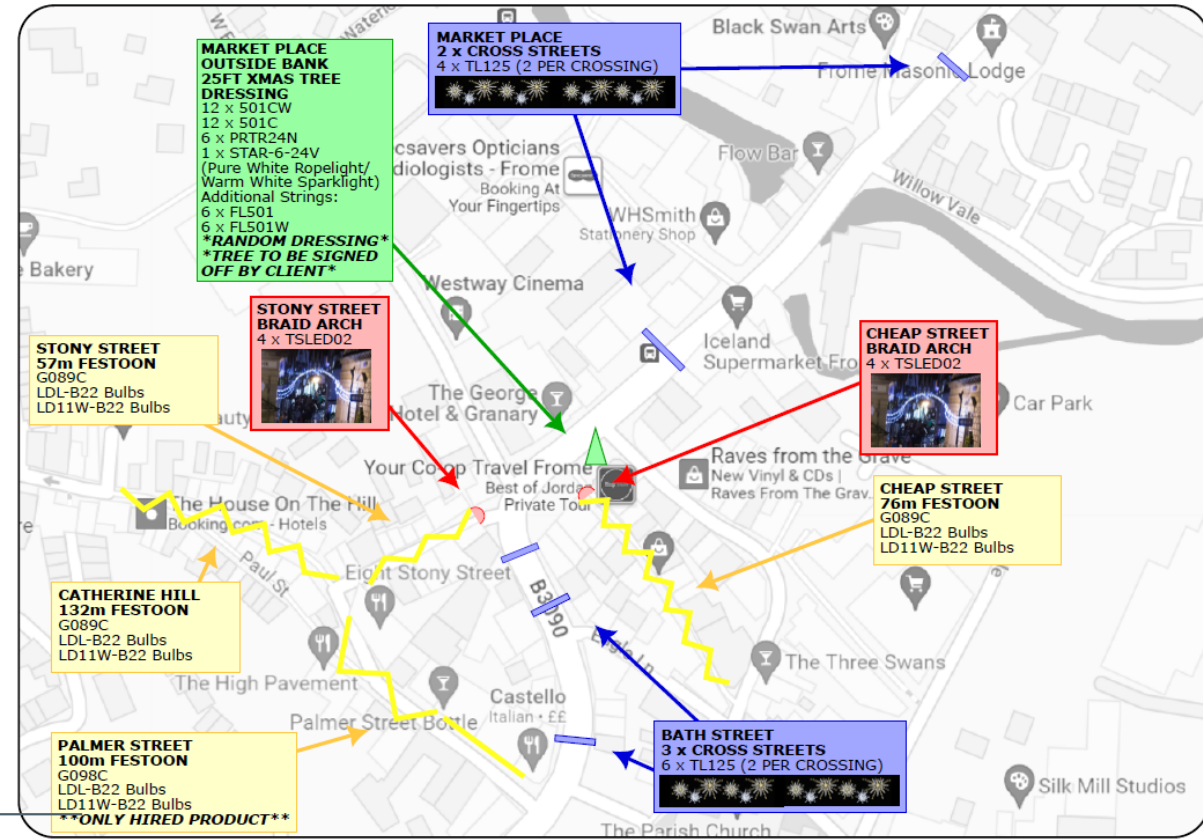 MARKET PLACE
OUTSIDE BANK
25FT XMAS TREE
DRESSING
12 x 501CW
12 x 501C
6 x PRTR24N
1 x STAR-6-24V
(Pure White Ropelight/
Warm White Sparklight)
Additional Strings:
6 x FL501
6 x FL501W
*RANDOM DRESSING*
*TREE TO BE SIGNED
OFF BY CLIENT*
MARKET PLACE
2 x CROSS STREETS
4 x TL125 (2 PER CROSSING)
Black Swan Arts
Frome Masonic Lodge
csavers Opticians
diologists - Frome
Booking At
Your Fingertips
Flow Bar
Willow Vale
WHSmith
Stationery Shop
e Bakery
Westway Cinema
STONY STREET
BRAID ARCH
4 x TSLED02
CHEAP STREET
BRAID ARCH
4 x TSLED02
Iceland
Supermarket Fro
STONY STREET
57m FESTOON
G089C
LDL-B22 Bulbs
LD11W-B22 Bulbs
The George
Hotel & Granary
Car Park
Your Co-op Travel Frome
Best of Jordan
Private Tour
Raves from the Grave
New Vinyl & CDs |
Raves From The Grav..
CHEAP STREET
76m FESTOON
G089C
LDL-B22 Bulbs
LD11W-B22 Bulbs
The House On The Hill
Booking.com - Hotels
Paul St
Eight Stony Street
B3090
Eagle Ln
CATHERINE HILL
132m FESTOON
G089C
LDL-B22 Bulbs
LD11W-B22 Bulbs
The High Pavement
The Three Swans
Palmer Street Bottle
Castello
Italian • ££
PALMER STREET
100m FESTOON
G098C
LDL-B22 Bulbs
LD11W-B22 Bulbs
**ONLY HIRED PRODUCT**
BATH STREET
3 x CROSS STREETS
6 x TL125 (2 PER CROSSING)
Silk Mill Studios
The Parish Church